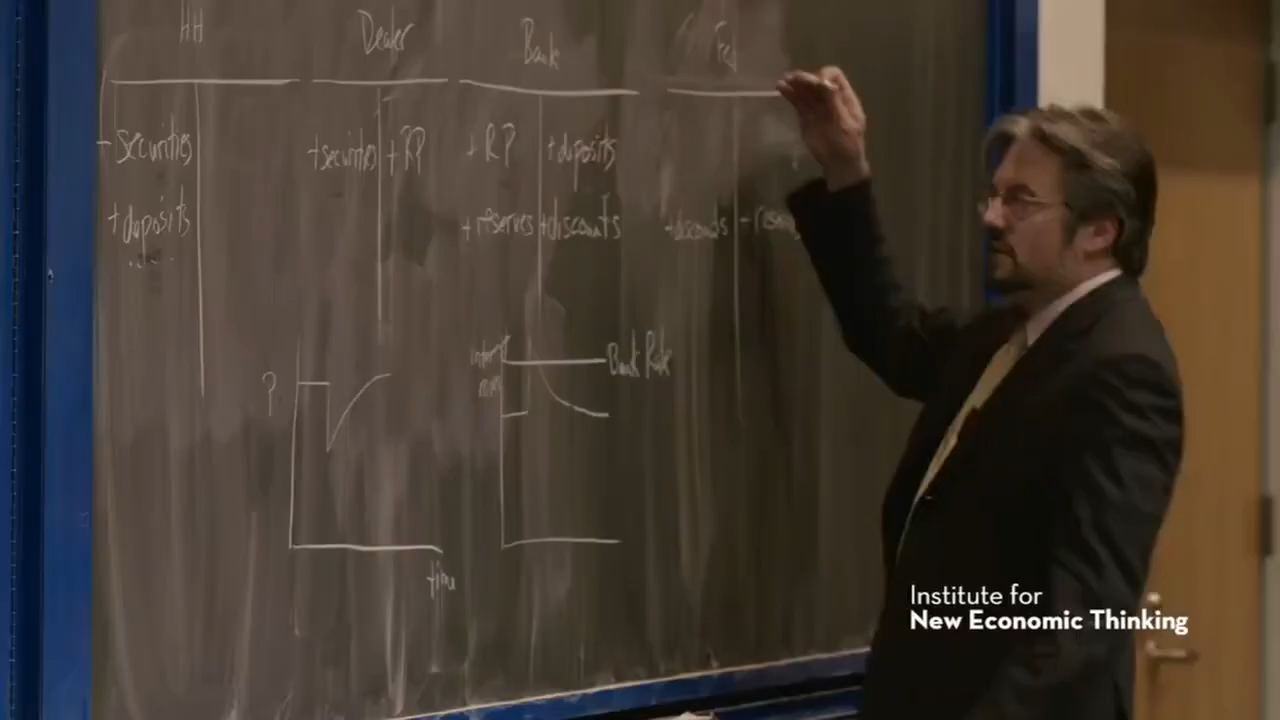 HH Dealer Bank Fed
- securities +securities +RP +RP +deposits
+deposits +reserves +discounts +discounts
P
interest Bank Rate
time
Institute for
New Economic Thinking